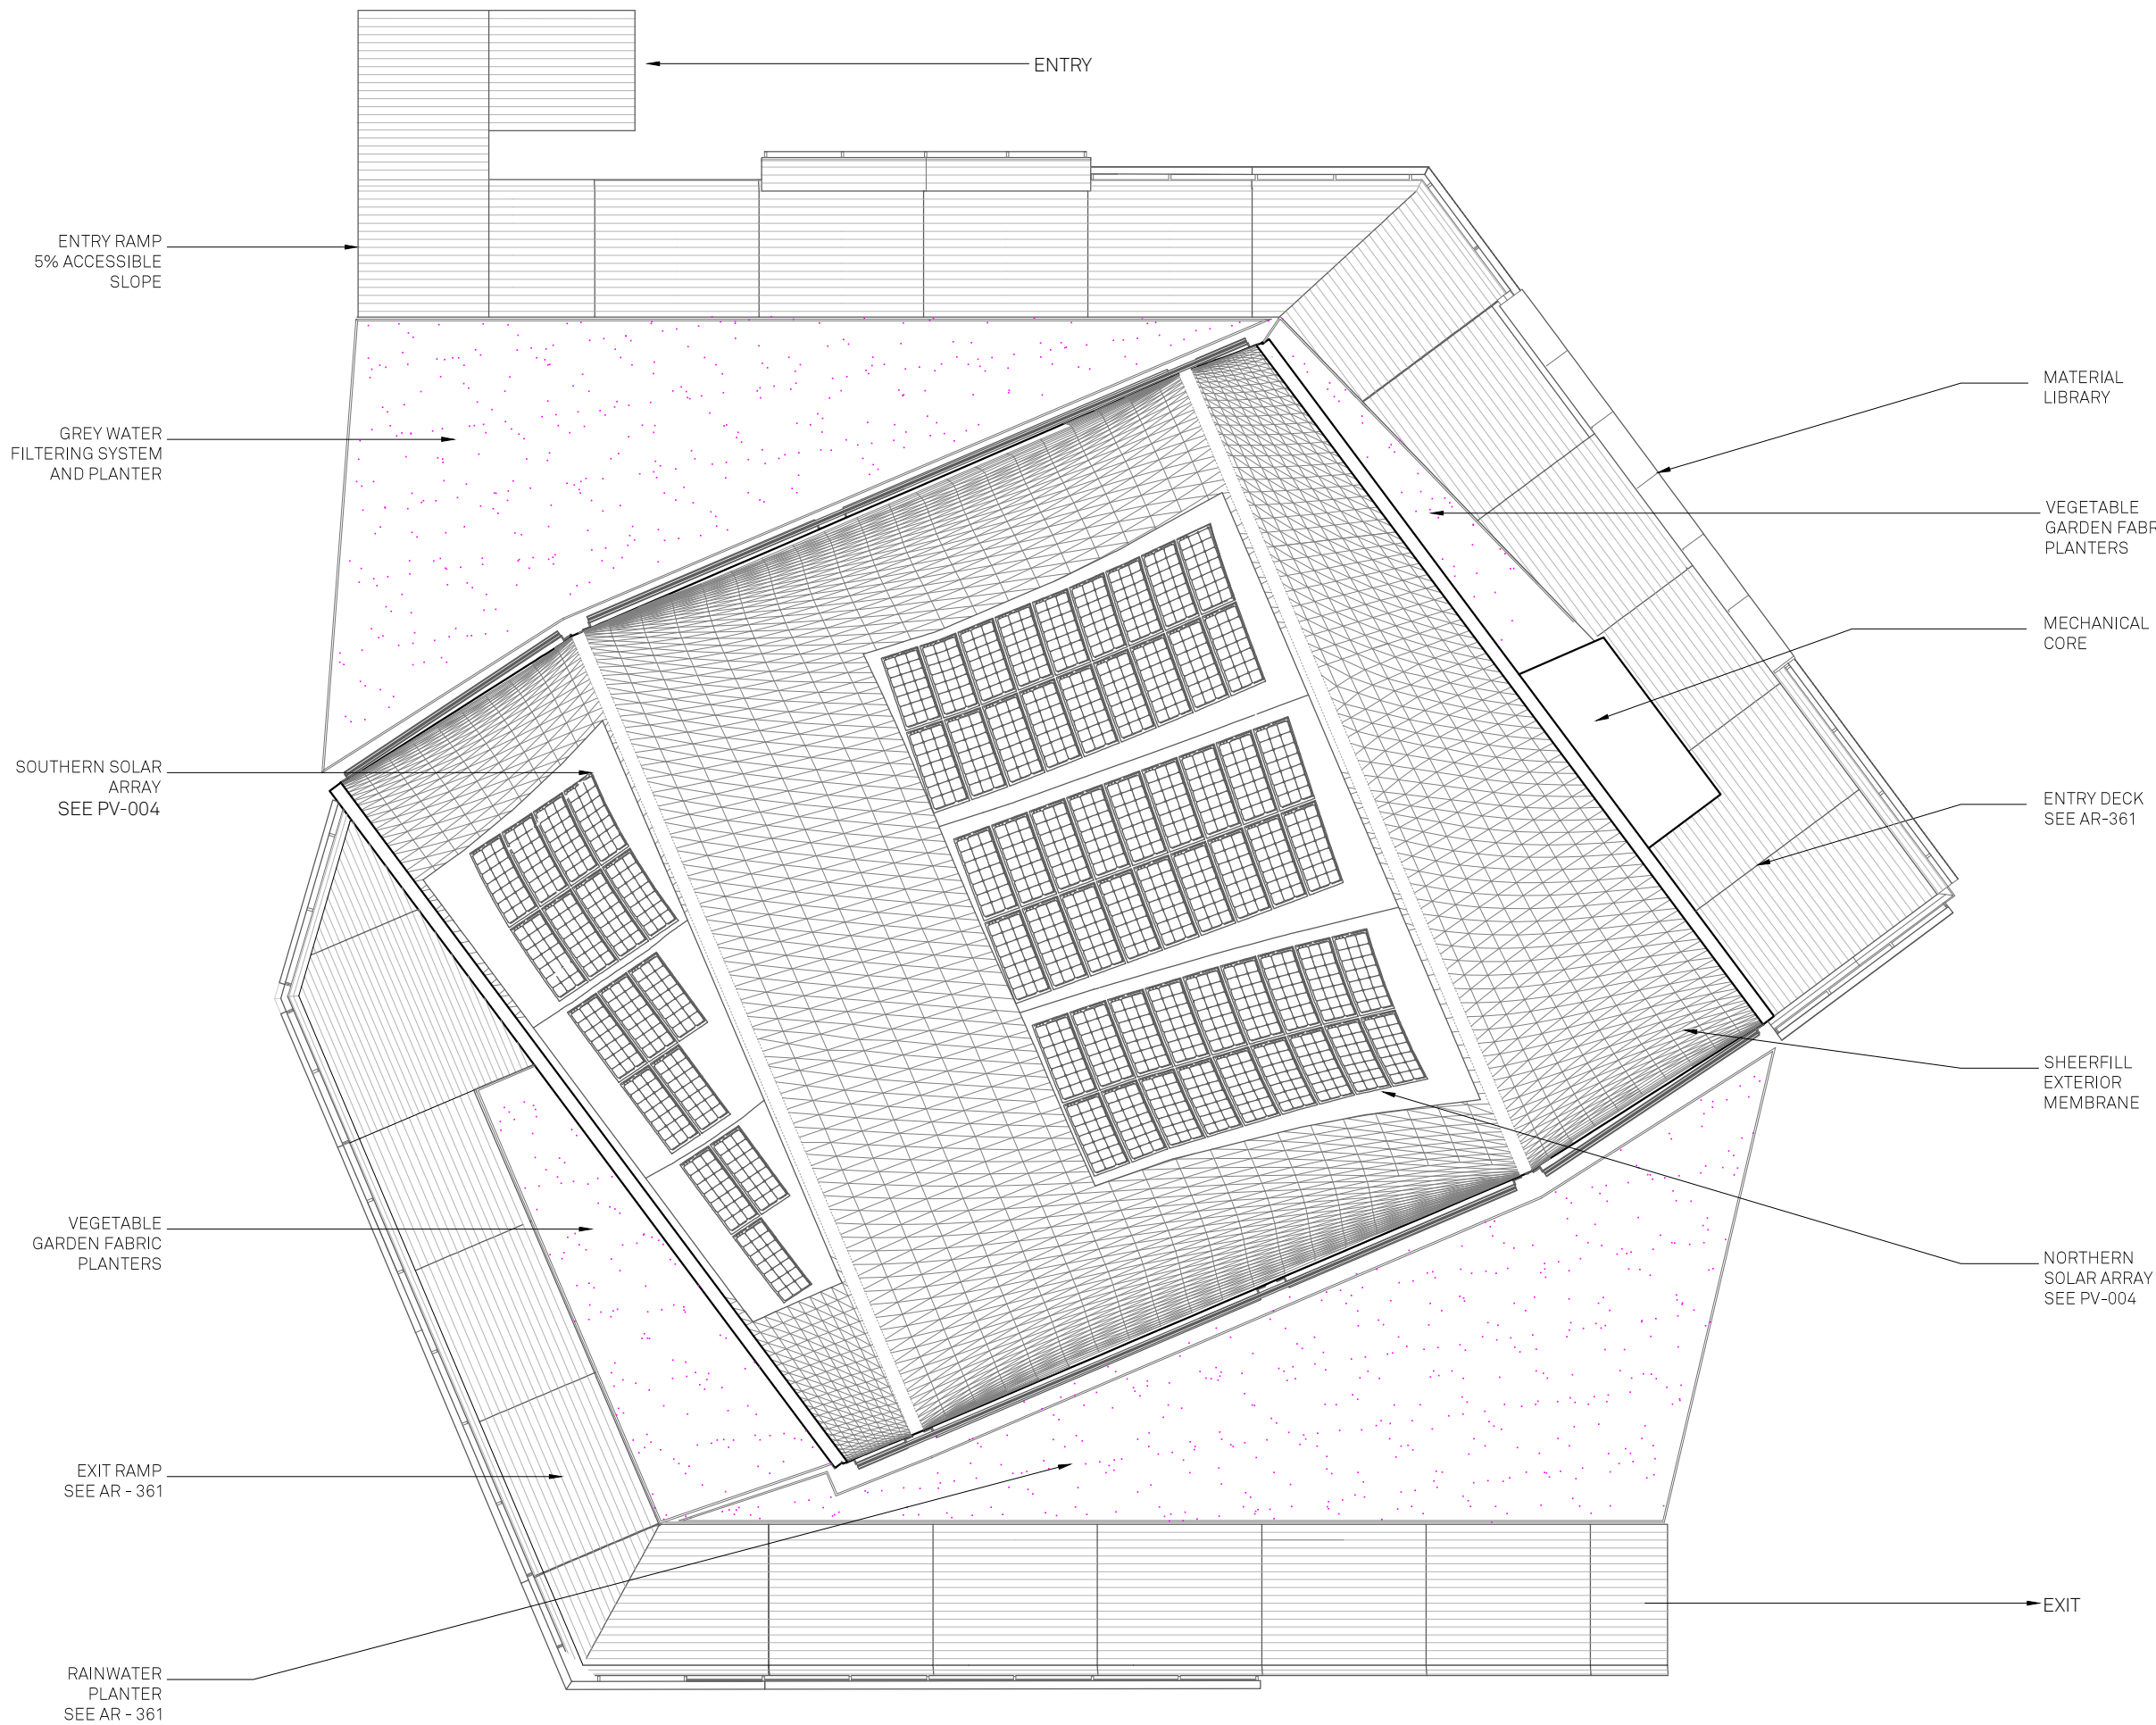 ENTRY
ENTRY RAMP
5% ACCESSIBLE
SLOPE
MATERIAL
LIBRARY
GREY WATER
FILTERING SYSTEM
AND PLANTER
VEGETABLE
GARDEN FABR
PLANTERS
MECHANICAL
CORE
SOUTHERN SOLAR
ARRAY
SEE PV-004
ENTRY DECK
SEE AR-361
SHEERFILL
EXTERIOR
MEMBRANE
VEGETABLE
GARDEN FABRIC
PLANTERS
NORTHERN
SOLAR ARRAY
SEE PV-004
EXIT RAMP
SEE AR - 361
EXIT
RAINWATER
PLANTER
SEE AR - 361